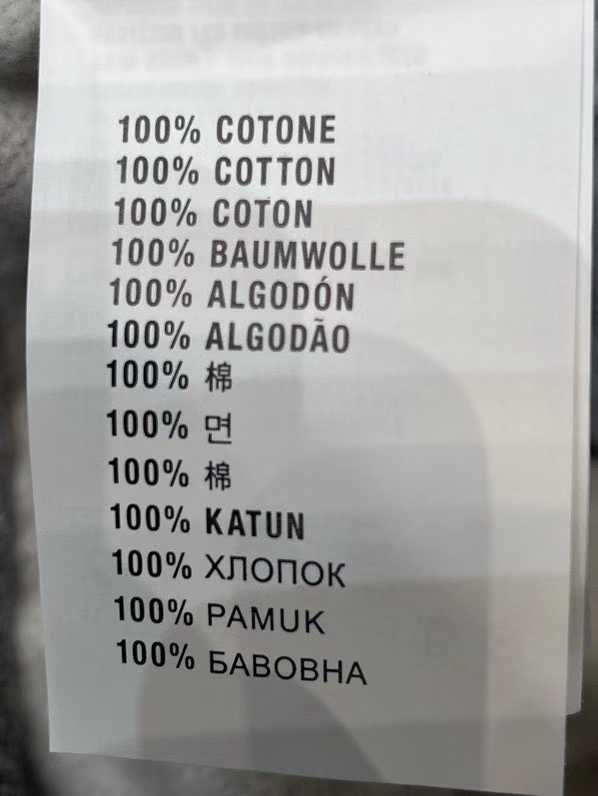 100% COTONE
100% COTTON
100% COTON
100% BAUMWOLLE
100% ALGODÓN
100% ALGODÃO
100% 棉
100% 면
100% 棉
100% KATUN
100% ХЛОПОК
100% PAMUK
100% БАВОВНА